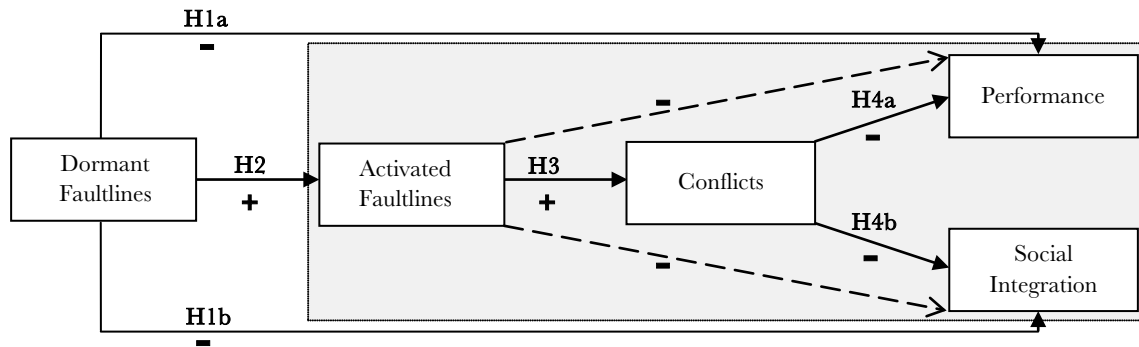 H1a
-
Performance
-
H4a
-
Dormant
Faultlines
H2
+
Activated
Faultlines
H3
+
Conflicts
H4b
-
-
Social
Integration
H1b
-